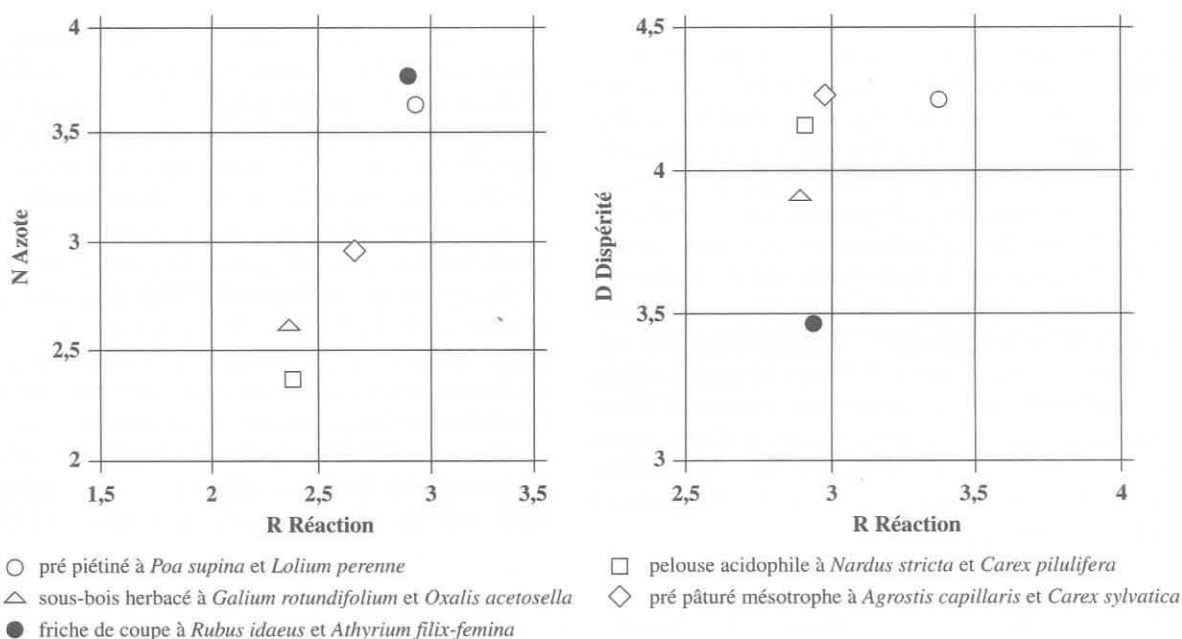 4
3,5
3
2,5
2
N Azote
1,5
2
2,5
3
3,5
R Réaction
4,5
4
3,5
3
D Dispérité
2,5
3
3,5
4
R Réaction
pré piétiné à Poa supina et Lolium perenne
sous-bois herbacé à Galium rotundifolium et Oxalis acetosella
friche de coupe à Rubus idaeus et Athyrium filix-femina
pelouse acidophile à Nardus stricta et Carex pilulifera
pré pâturé mésotrophe à Agrostis capillaris et Carex sylvatica